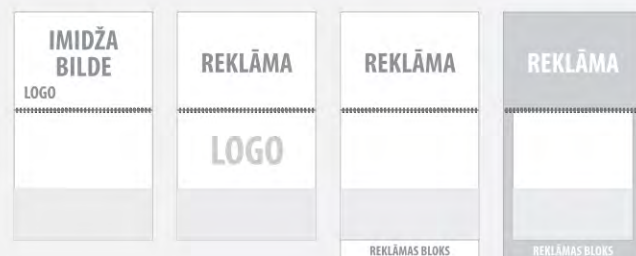 IMIDŽA
BILDE
LOGO
REKLĀMA
LOGO
REKLĀMA
REKLĀMAS BLOKS
REKLĀMA
REKLĀMAS BLOKS